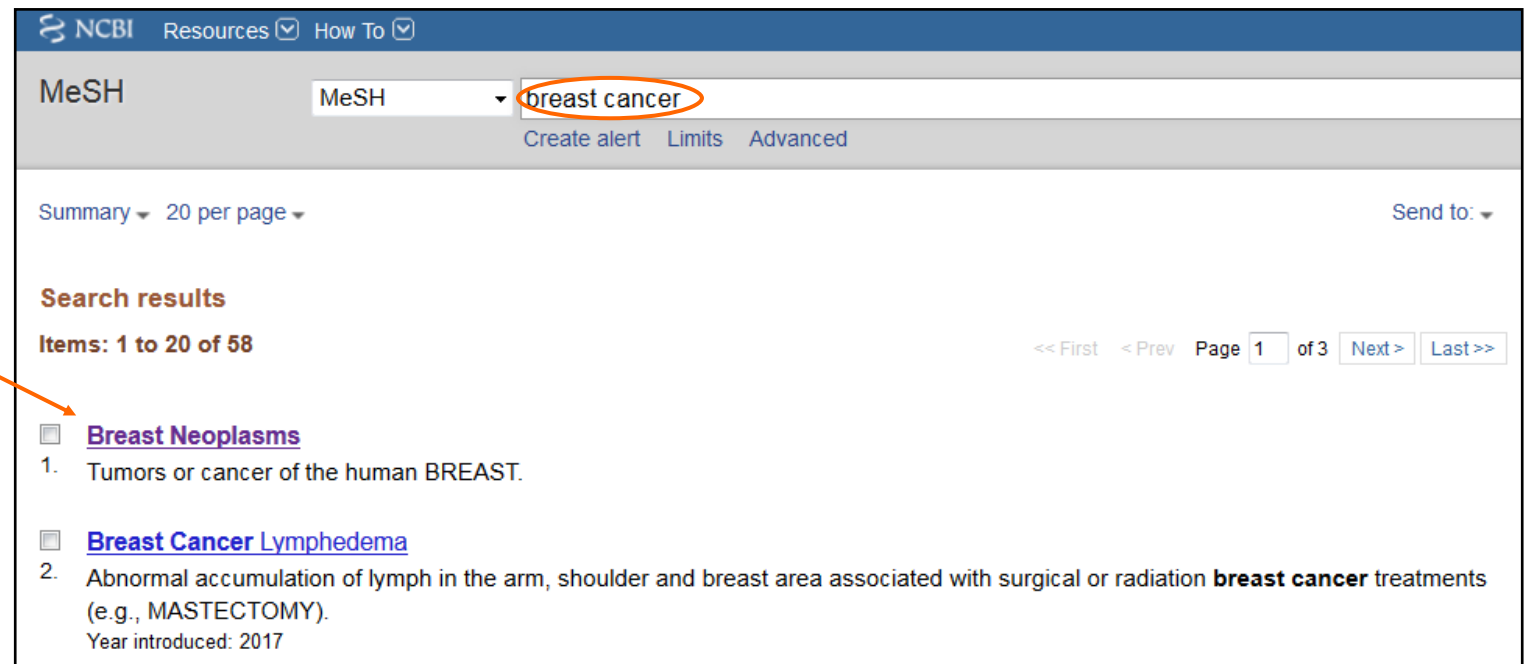 NCBI Resources How To
MeSH MeSH breast cancer
Create alert Limits Advanced
Summary 20 per page Send to:
Search results
Items: 1 to 20 of 58 << First < Prev Page 1 of 3 Next > Last >>
Breast Neoplasms
1. Tumors or cancer of the human BREAST.
Breast Cancer Lymphedema
2. Abnormal accumulation of lymph in the arm, shoulder and breast area associated with surgical or radiation breast cancer treatments
(e.g., MASTECTOMY).
Year introduced: 2017